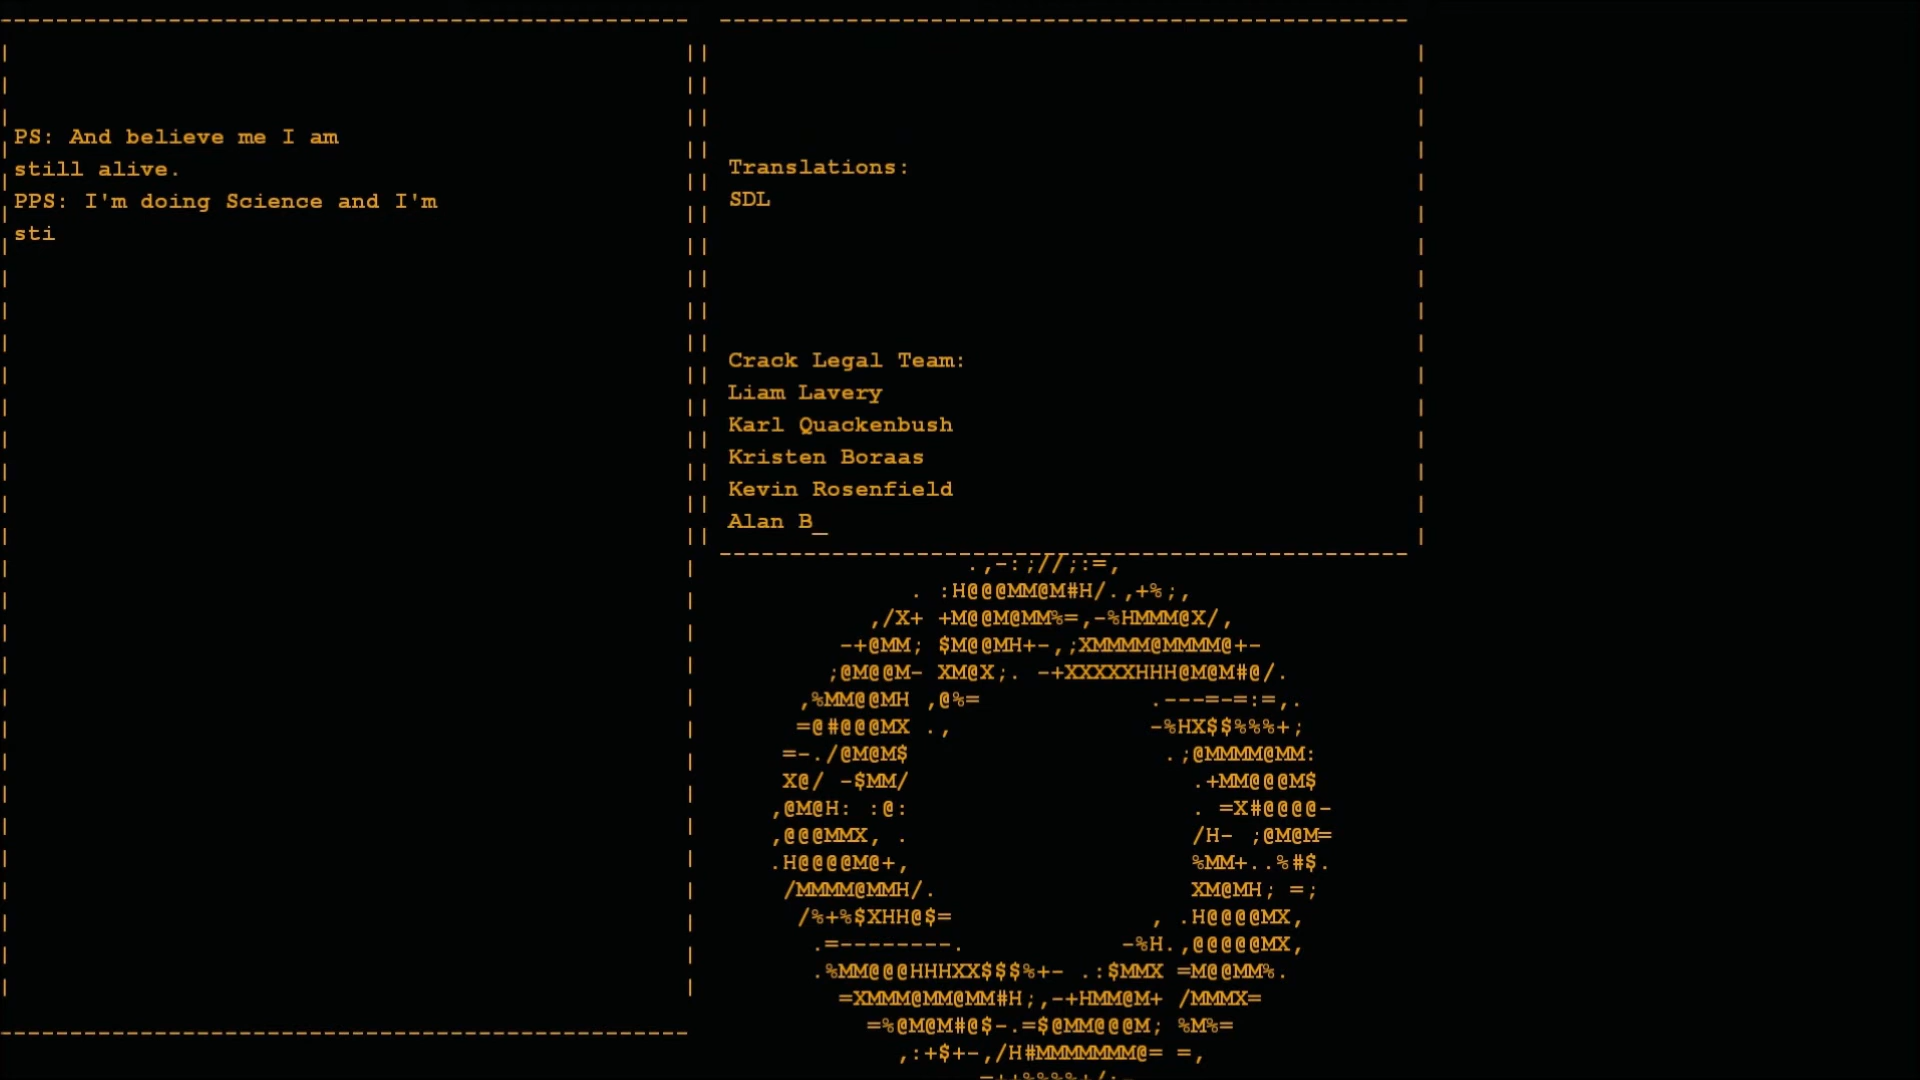 PS: And believe me I am
still alive.
PPS: I'm doing Science and I'm
sti
Translations:
SDL
Crack Legal Team:
Liam Lavery
Karl Quackenbush
Kristen Boraas
Kevin Rosenfield
Alan B_